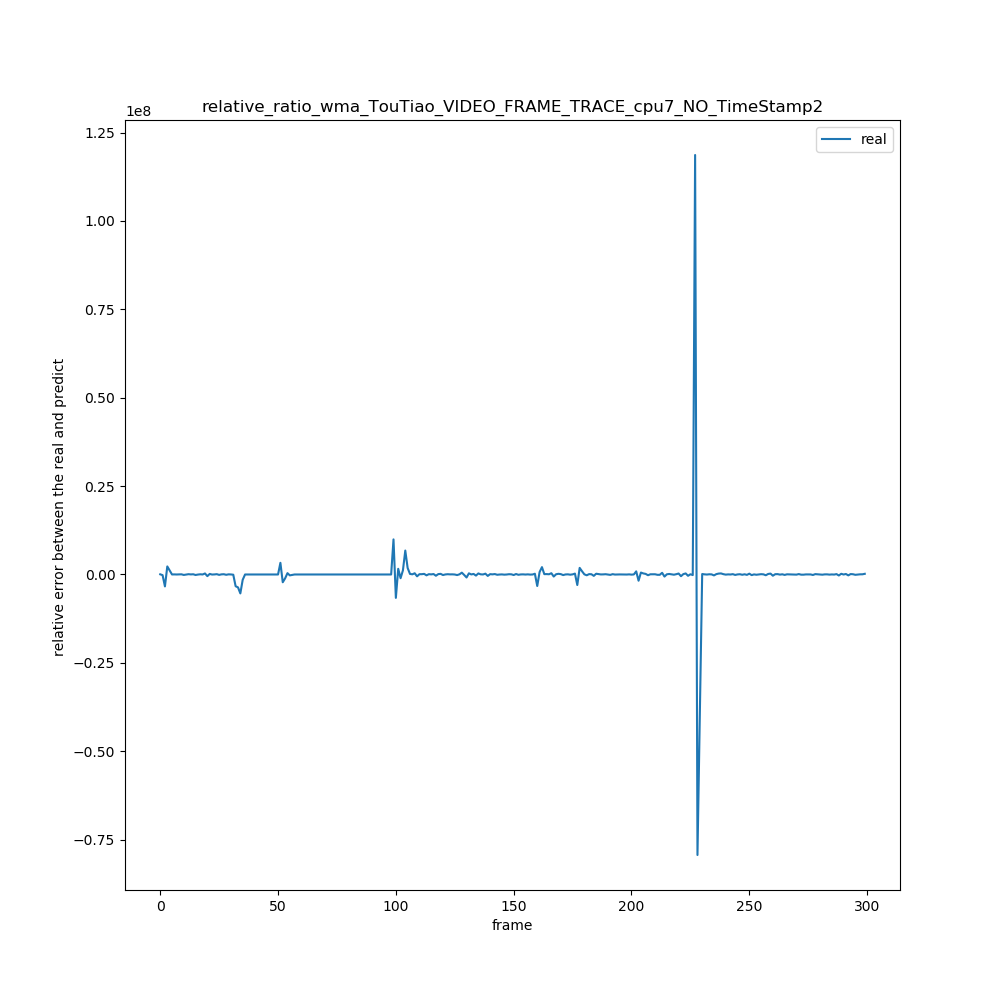 relative_ratio_wma_TouTiao_VIDEO_FRAME_TRACE_cpu7_NO_TimeStamp2
1e8
real
1.25
1.00
0.75
0.50
0.25
0.00
−0.25
−0.50
−0.75
relative error between the real and predict
0 50 100 150 200 250 300
frame